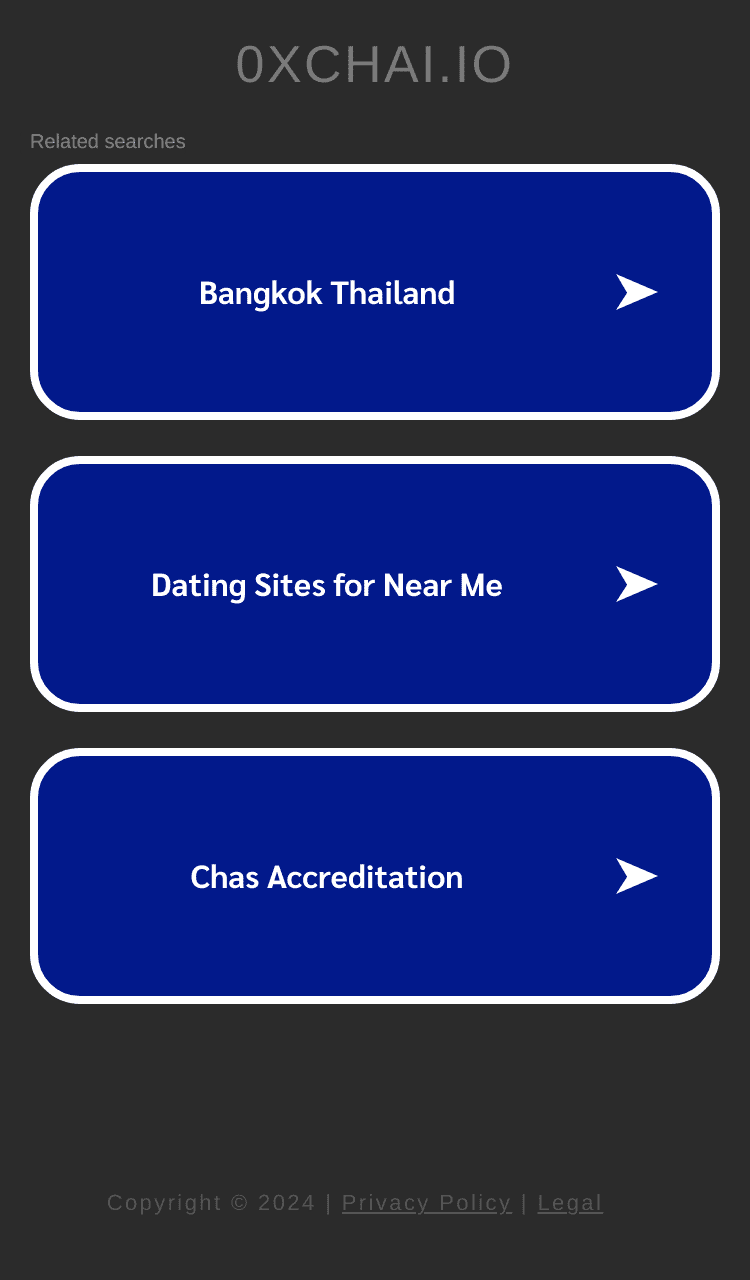 0XCHAI.IO
Related searches
Bangkok Thailand
Dating Sites for Near Me
Chas Accreditation
Copyright © 2024 | Privacy Policy | Legal